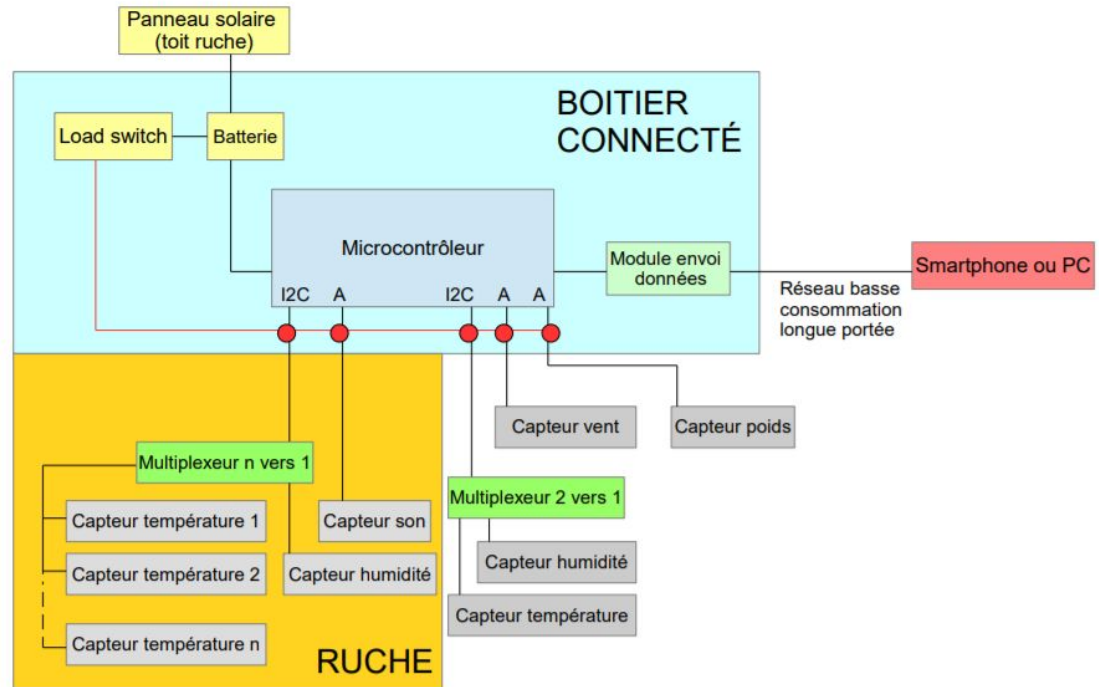 Panneau solaire
(toit ruche)
BOITIER
CONNECTÉ
Load switch
Batterie
Microcontrôleur
I2C
A
I2C
A
A
Module envoi
données
Réseau basse
consommation
longue portée
Smartphone ou PC
Capteur vent
Capteur poids
Multiplexeur n vers 1
Capteur température 1
Capteur température 2
Capteur température n
Capteur son
Capteur humidité
Multiplexeur 2 vers 1
Capteur humidité
Capteur température
RUCHE